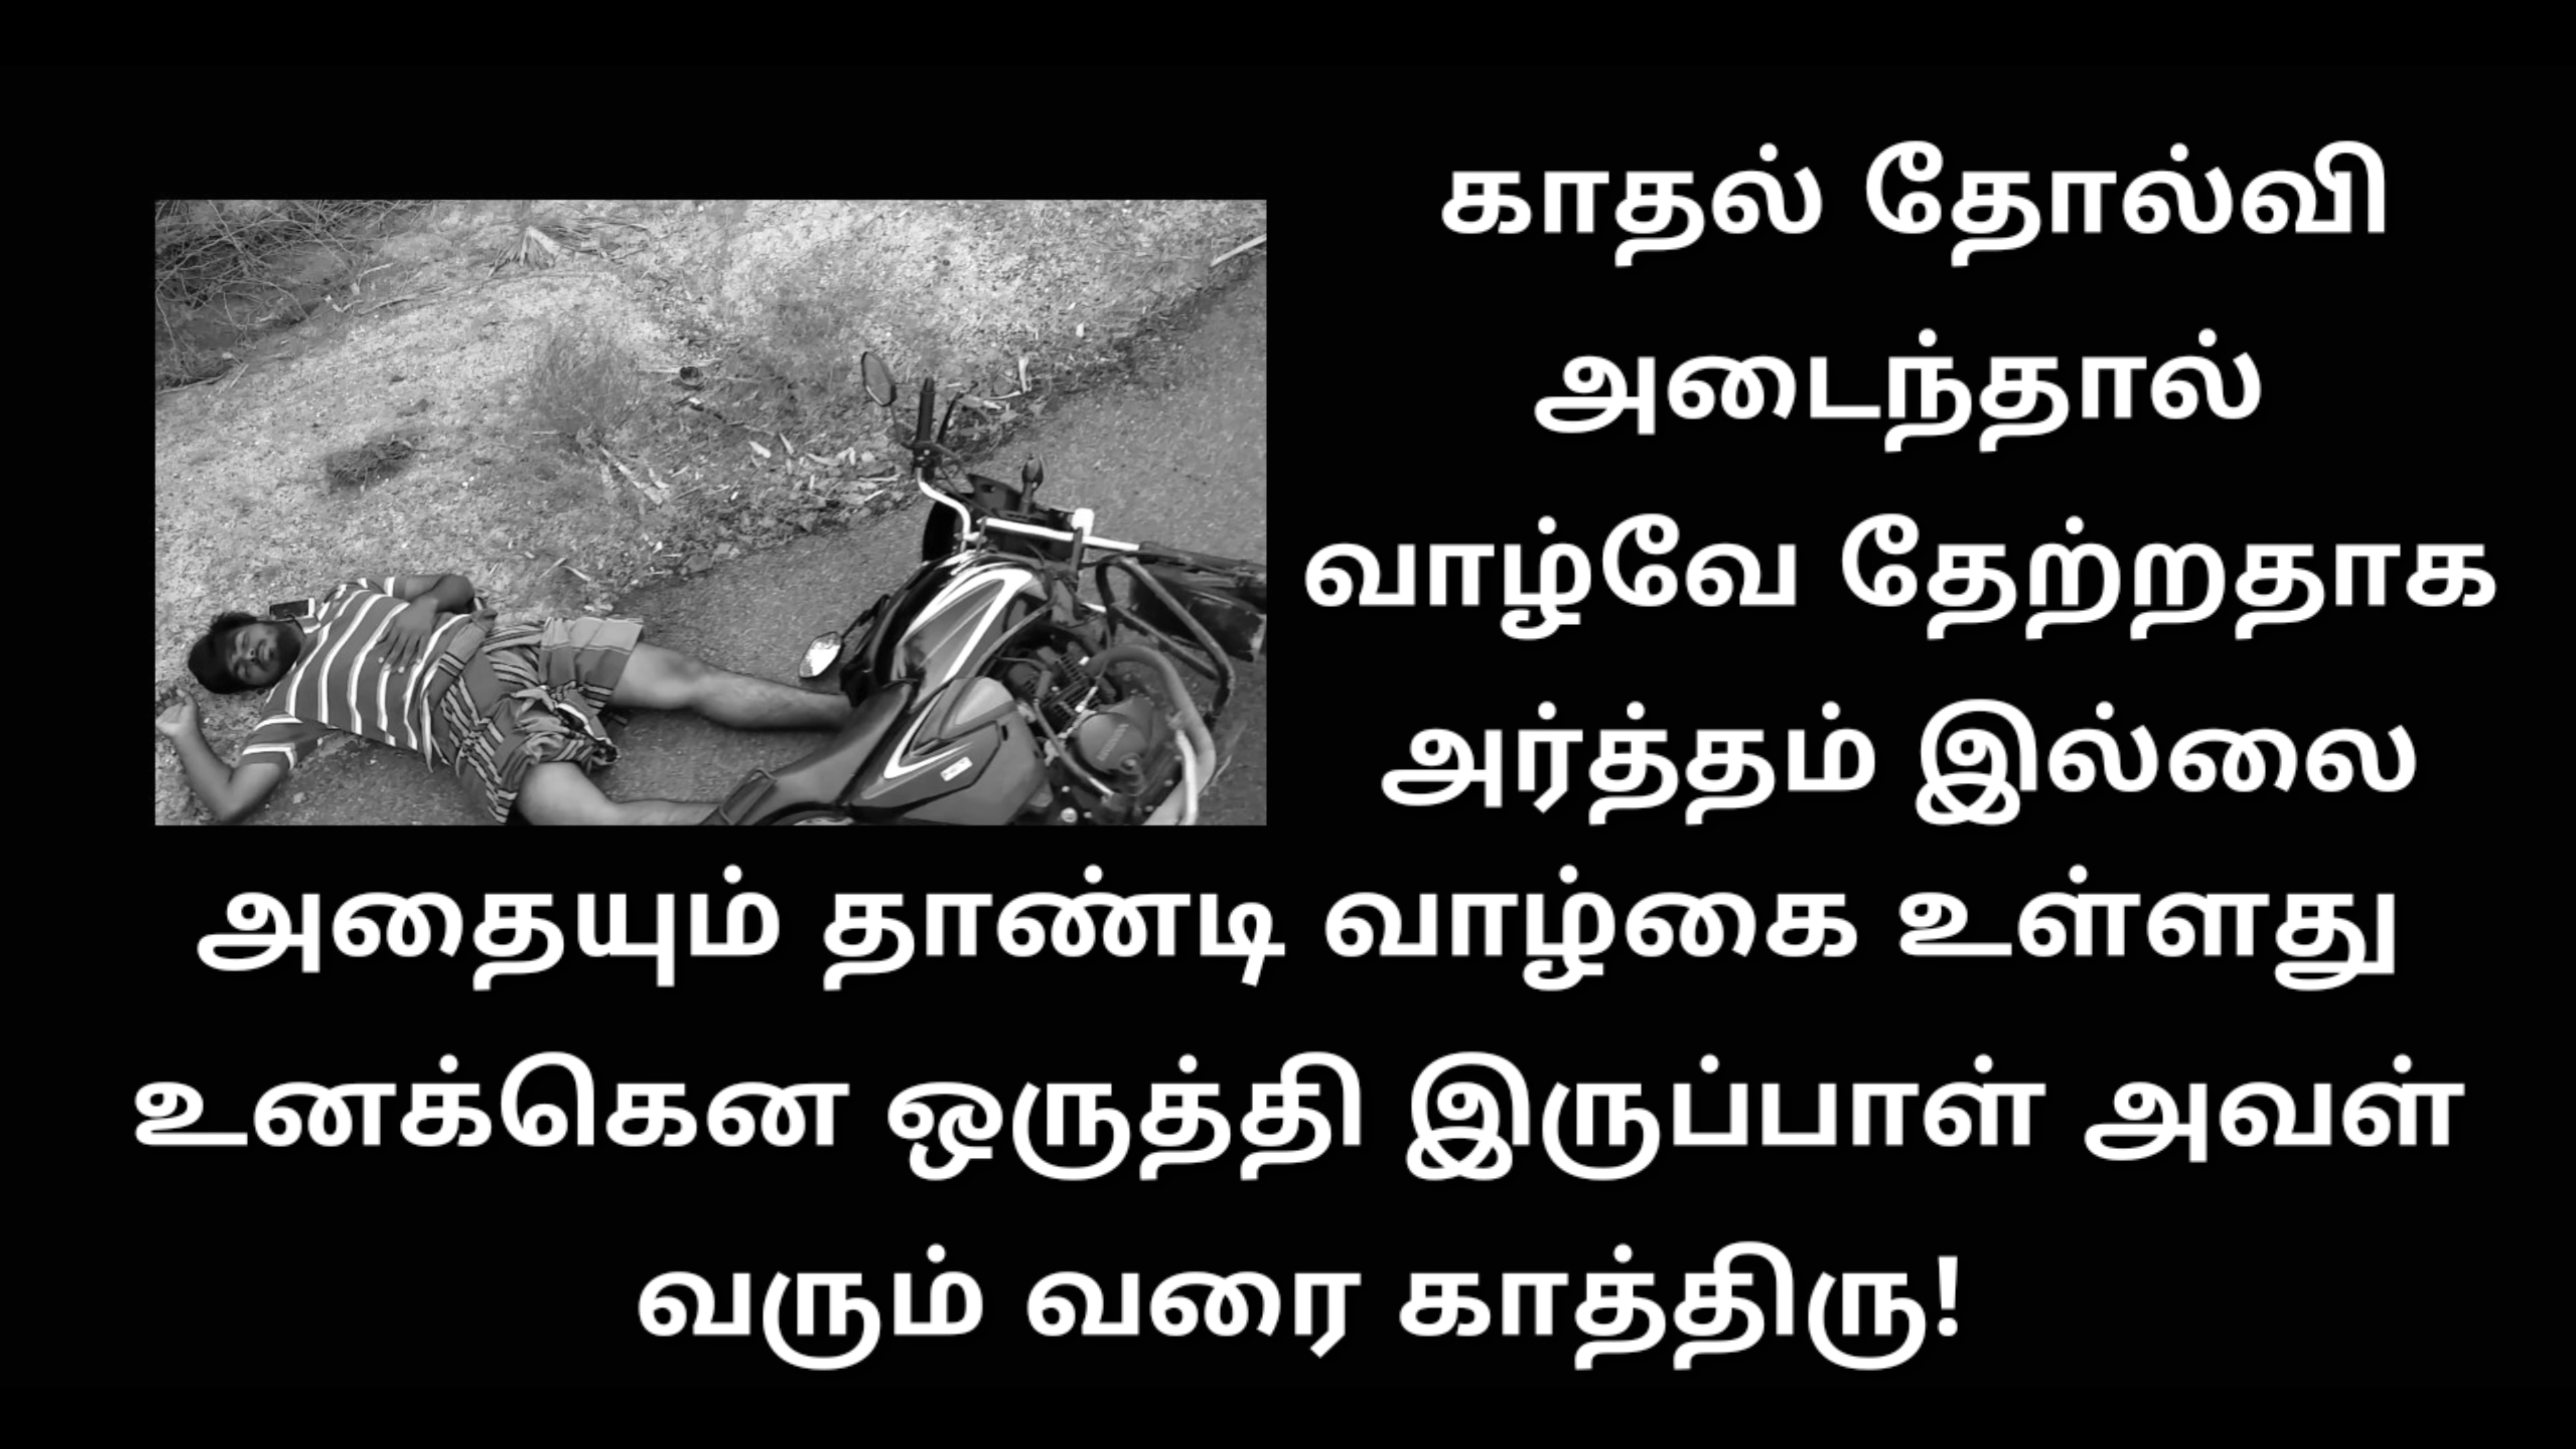 காதல் தோல்வி
அடைந்தால்
வாழ்வே தேற்றதாக
அர்த்தம் இல்லை
அதையும் தாண்டி வாழ்கை உள்ளது
உனக்கென ஒருத்தி இருப்பாள் அவள்
வரும் வரை காத்திரு!